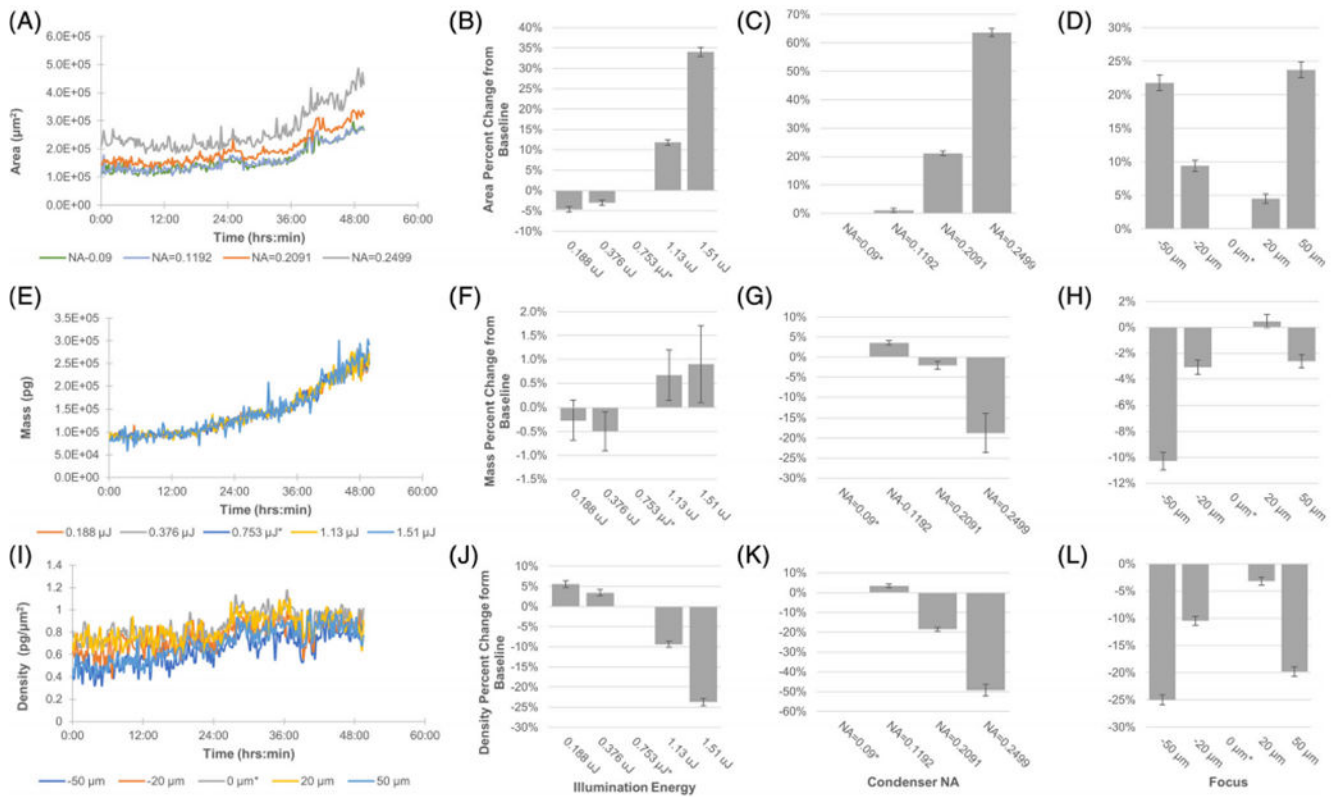 (A)
6.0E+05
5.0E+05
4.0E+05
3.0E+05
2.0E+05
1.0E+05
0.0E+00
Area (µm²)
0:00 12:00 24:00 36:00 48:00 60:00
Time (hrs:min)
NA-0.09 NA=0.1192 NA=0.2091 NA=0.2499
(B)
40%
35%
30%
25%
20%
15%
10%
5%
0%
-5%
-10%
Area Percent Change from
Baseline
0.188 uJ 0.376 uJ 0.753 µJ* 1.13 uJ 1.51 uJ
(C)
70%
60%
50%
40%
30%
20%
10%
0%
NA=0.09* NA=0.1192 NA=0.2091 NA=0.2499
(D)
30%
25%
20%
15%
10%
5%
0%
-50 µm -20 µm 0 µm* 20 µm 50 µm
(E)
3.5E+05
3.0E+05
2.5E+05
2.0E+05
1.5E+05
1.0E+05
5.0E+04
0.0E+00
Mass (pg)
0:00 12:00 24:00 36:00 48:00 60:00
Time (hrs:min)
0.188 µJ 0.376 µJ 0.753 µJ* 1.13 µJ 1.51 µJ
(F)
2.0%
1.5%
1.0%
0.5%
0.0%
-0.5%
-1.0%
-1.5%
Mass Percent Change from
Baseline
0.188 uJ 0.376 uJ 0.753 µJ* 1.13 uJ 1.51 uJ
(G)
10%
5%
0%
-5%
-10%
-15%
-20%
-25%
-30%
NA=0.09* NA-0.1192 NA=0.2091 NA=0.2499
(H)
2%
0%
-2%
-4%
-6%
-8%
-10%
-12%
-50 µm -20 µm 0 µm* 20 µm 50 µm
(I)
1.4
1.2
1
0.8
0.6
0.4
0.2
0
Density (pg/µm²)
0:00 12:00 24:00 36:00 48:00 60:00
Time (hrs:min)
-50 µm -20 µm 0 µm* 20 µm 50 µm
(J)
10%
5%
0%
-5%
-10%
-15%
-20%
-25%
-30%
Density Percent Change form
Baseline
0.188 uJ 0.376 uJ 0.753 µJ* 1.13 uJ 1.51 uJ
Illumination Energy
(K)
10%
0%
-10%
-20%
-30%
-40%
-50%
-60%
NA=0.09* NA=0.1192 NA=0.2091 NA=0.2499
Condenser NA
(L)
0%
-5%
-10%
-15%
-20%
-25%
-30%
-50 µm -20 µm 0 µm* 20 µm 50 µm
Focus